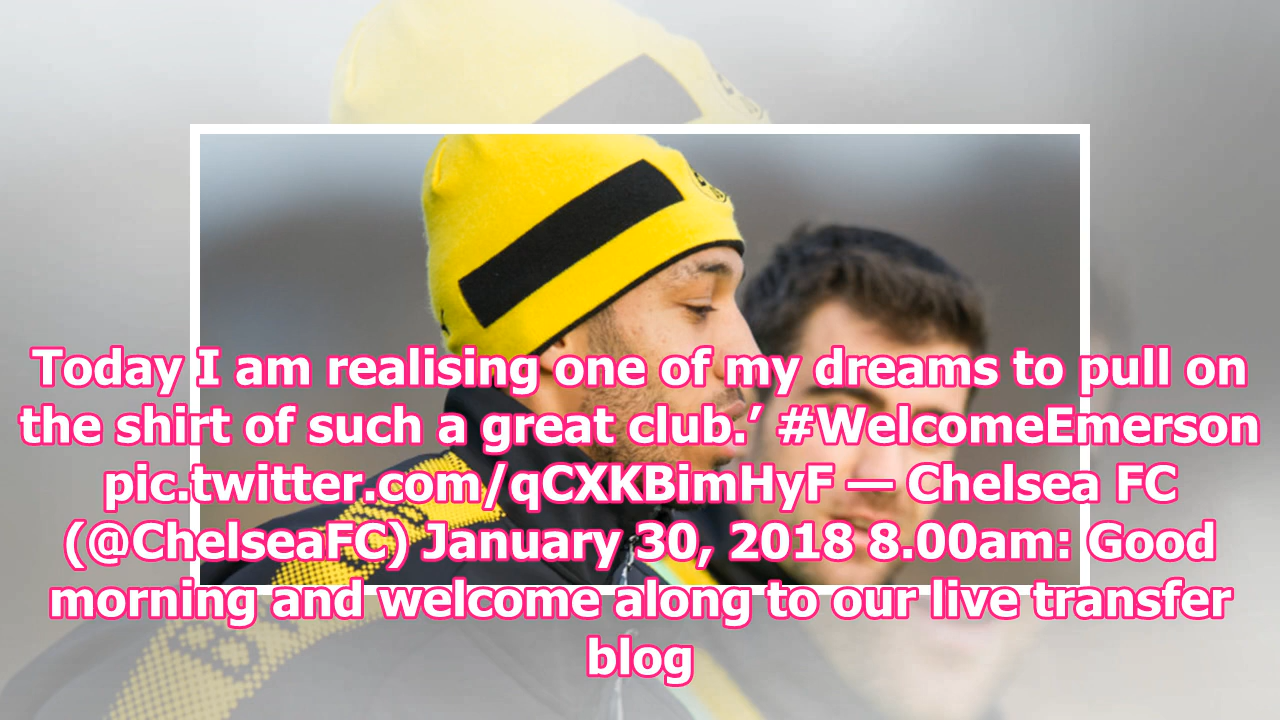 Today I am realising one of my dreams to pull on
the shirt of such a great club.’ #WelcomeEmerson
pic.twitter.com/qCXKBimHyF — Chelsea FC
(@ChelseaFC) January 30, 2018 8.00am: Good
morning and welcome along to our live transfer
blog